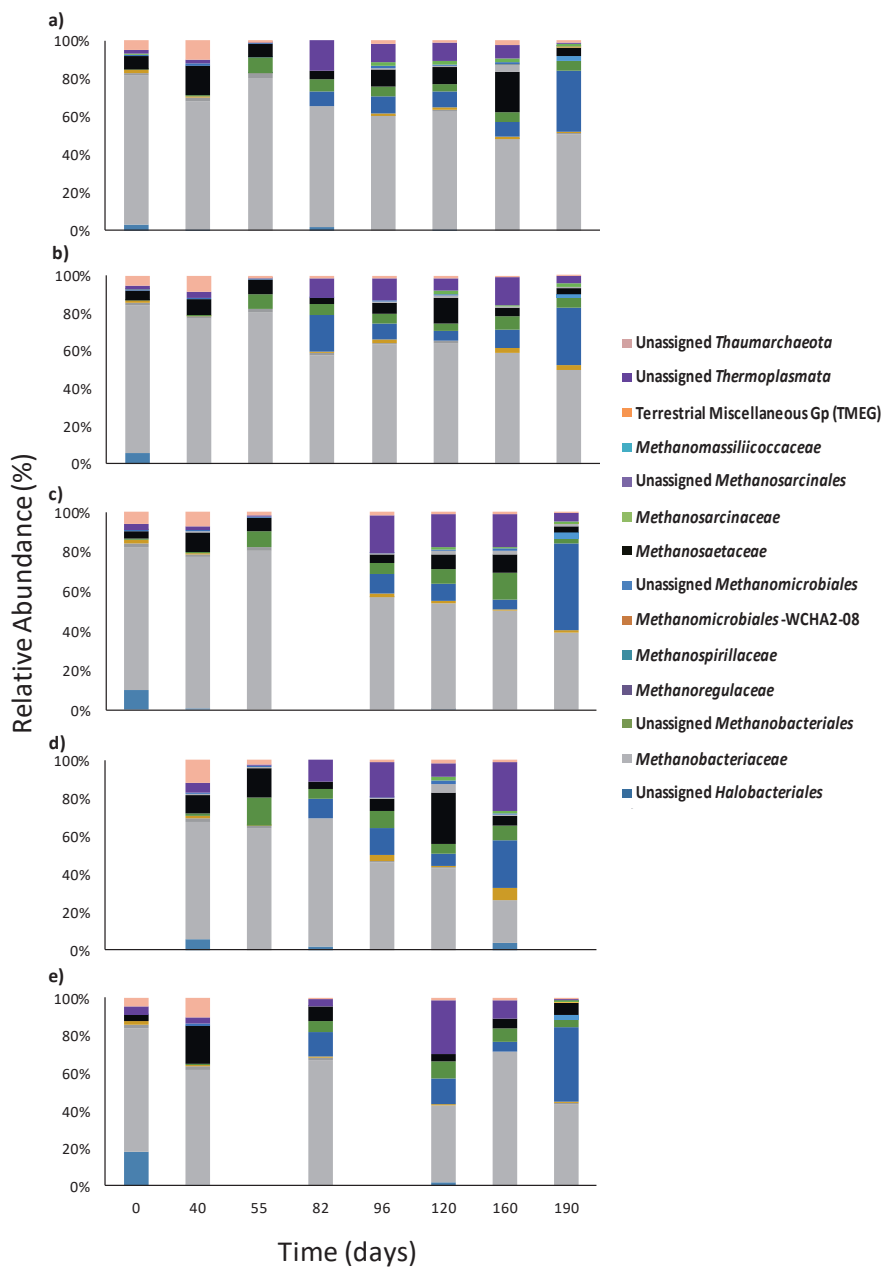 a)
100%
80%
60%
40%
20%
0%
b)
100%
80%
60%
40%
20%
0%
c)
100%
80%
60%
40%
20%
0%
d)
100%
80%
60%
40%
20%
0%
e)
100%
80%
60%
40%
20%
0%
Relative Abundance (%)
0 40 55 82 96 120 160 190
Time (days)
Unassigned Thaumarchaeota
Unassigned Thermoplasmata
Terrestrial Miscellaneous Gp (TMEG)
Methanomassiliicoccaceae
Unassigned Methanosarcinales
Methanosarcinaceae
Methanosaetaceae
Unassigned Methanomicrobiales
Methanomicrobiales -WCHA2-08
Methanospirillaceae
Methanoregulaceae
Unassigned Methanobacteriales
Methanobacteriaceae
Unassigned Halobacteriales